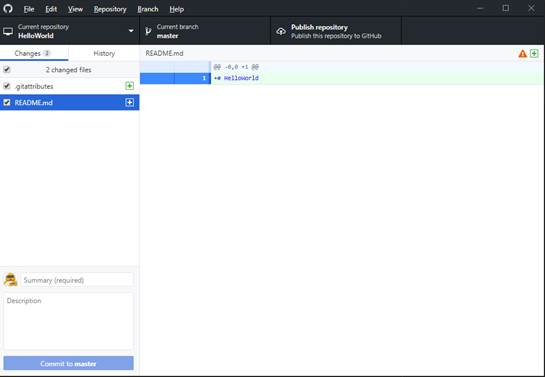 File Edit View Repository Branch Help
Current repository
HelloWorld
Current branch
master
Publish repository
Publish this repository to GitHub
Changes 2 History
2 changed files
.gitattributes
README.md
README.md
@@ -0,0 +1 @@
1 +# HelloWorld
Summary (required)
Description
Commit to master